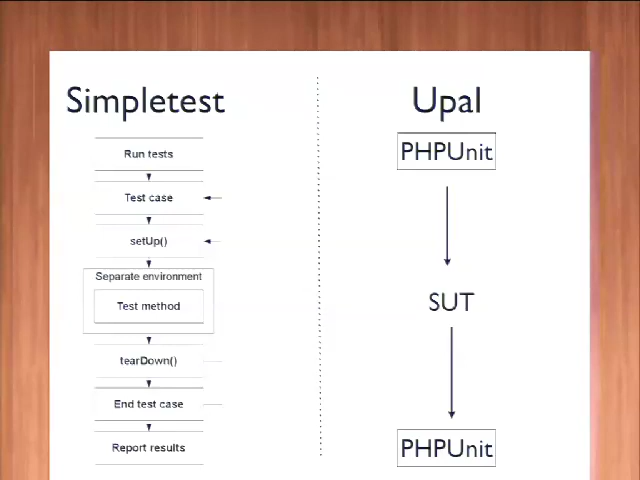 Simpletest
Run tests
Test case
setUp()
Separate environment
Test method
tearDown()
End test case
Report results
Upal
PHPUnit
SUT
PHPUnit